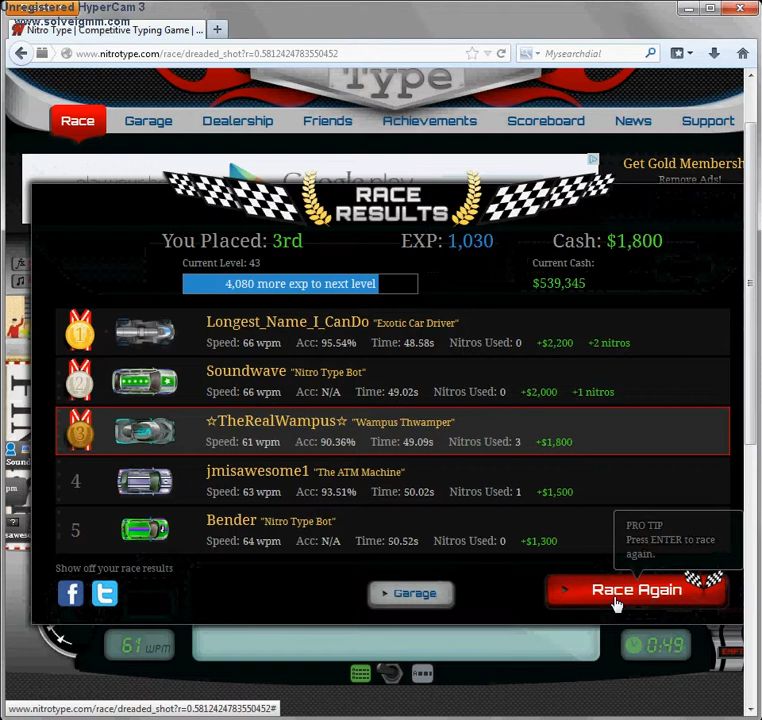 Unregistered HyperCam 3
www.solveigmm.com
Nitro Type | Competitive Typing Game | ...
www.nitrotype.com/race/dreaded_shot?r=0.5812424783550452
Mysearchdial
Type
Race
Garage
Dealership
Friends
Achievements
Scoreboard
News
Support
Google play
Get Gold Membersh
Remove Ads!
RACE
RESULTS
You Placed: 3rd
EXP: 1,030
Cash: $1,800
Current Level: 43
Current Cash:
4,080 more exp to next level
$539,345
1
Longest_Name_I_CanDo "Exotic Car Driver"
Speed: 66 wpm Acc: 95.54% Time: 48.58s Nitros Used: 0 +$2,200 +2 nitros
2
Soundwave "Nitro Type Bot"
Speed: 66 wpm Acc: N/A Time: 49.02s Nitros Used: 0 +$2,000 +1 nitros
3
☆TheRealWampus☆ "Wampus Thwamper"
Speed: 61 wpm Acc: 90.36% Time: 49.09s Nitros Used: 3 +$1,800
4
jmisawesome1 "The ATM Machine"
Speed: 63 wpm Acc: 93.51% Time: 50.02s Nitros Used: 1 +$1,500
5
Bender "Nitro Type Bot"
Speed: 64 wpm Acc: N/A Time: 50.52s Nitros Used: 0 +$1,300
PRO TIP
Press ENTER to race
again.
Show off your race results
Garage
Race Again
61 WPM
0:49
www.nitrotype.com/race/dreaded_shot?r=0.5812424783550452#